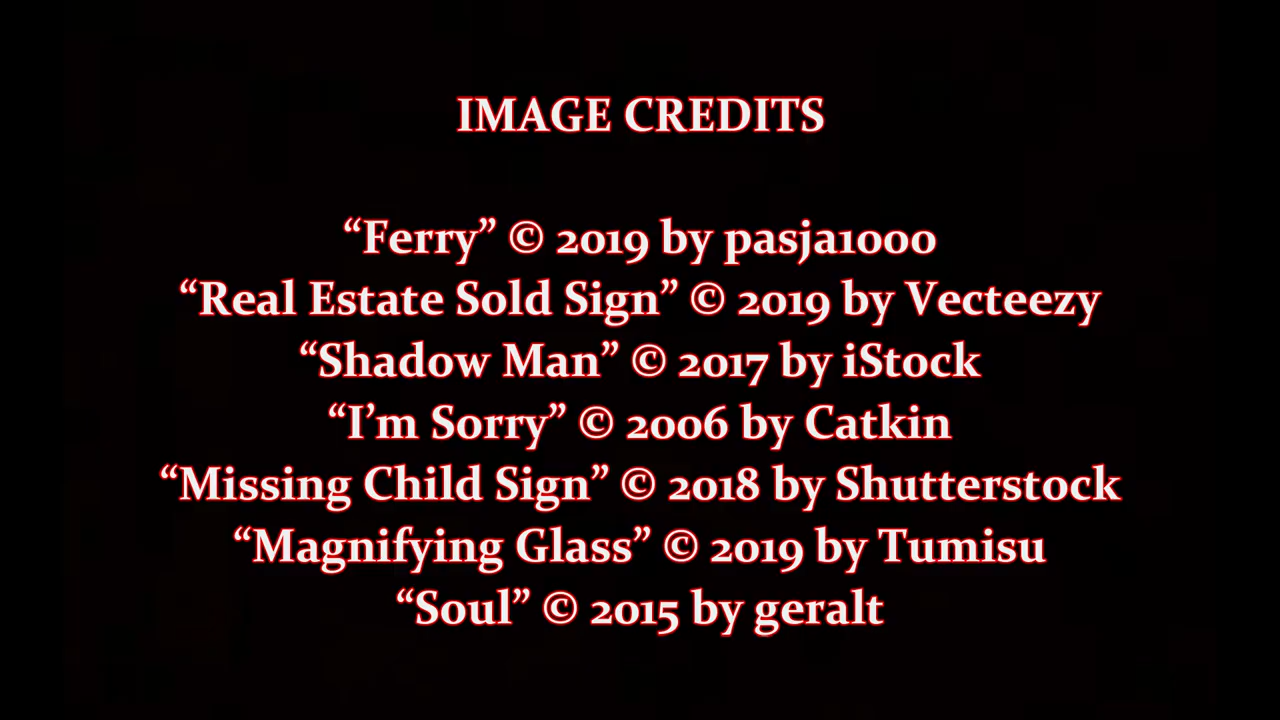 IMAGE CREDITS
“Ferry” © 2019 by pasja1000
“Real Estate Sold Sign” © 2019 by Vecteezy
“Shadow Man” © 2017 by iStock
“I’m Sorry” © 2006 by Catkin
“Missing Child Sign” © 2018 by Shutterstock
“Magnifying Glass” © 2019 by Tumisu
“Soul” © 2015 by geralt